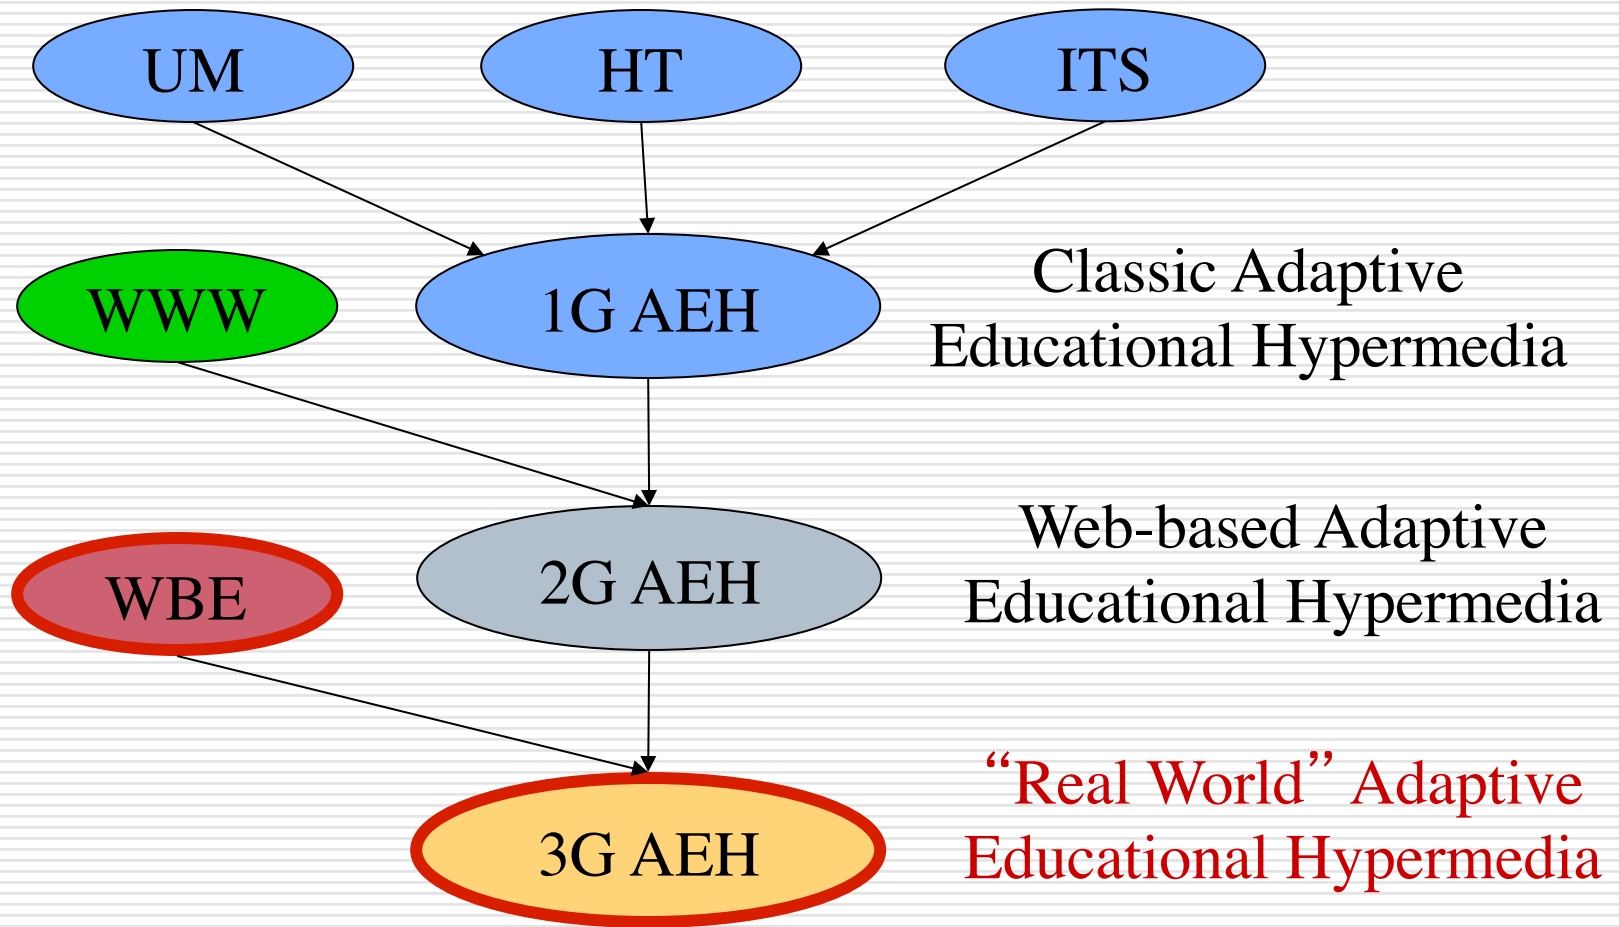 UM
HT
ITS
WWW
1G AEH
Classic Adaptive
Educational Hypermedia
WBE
2G AEH
Web-based Adaptive
Educational Hypermedia
3G AEH
“Real World” Adaptive
Educational Hypermedia